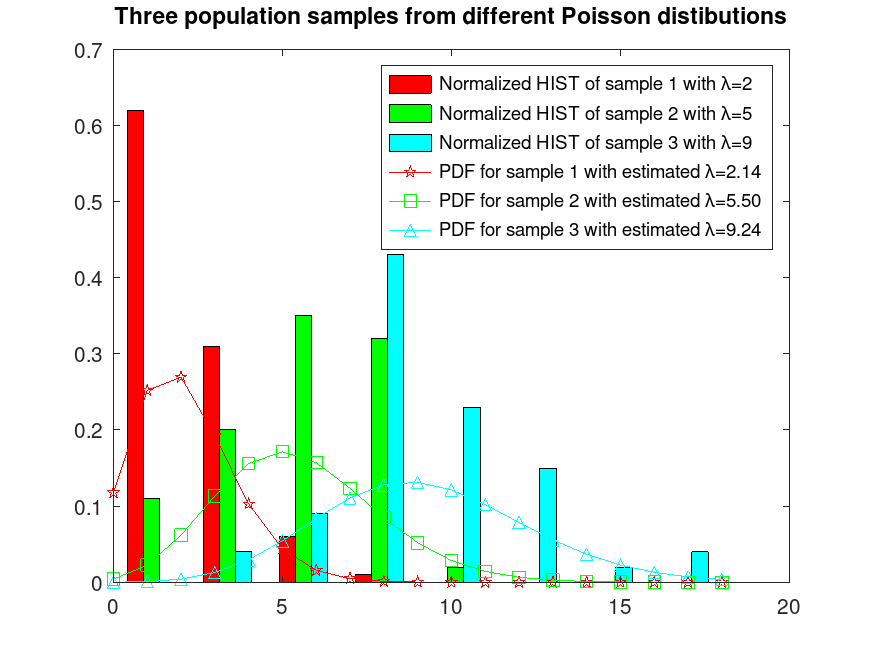 Three population samples from different Poisson distibutions
0.7
0.6
0.5
0.4
0.3
0.2
0.1
0
Normalized HIST of sample 1 with λ=2
Normalized HIST of sample 2 with λ=5
Normalized HIST of sample 3 with λ=9
PDF for sample 1 with estimated λ=2.14
PDF for sample 2 with estimated λ=5.50
PDF for sample 3 with estimated λ=9.24
0 5 10 15 20